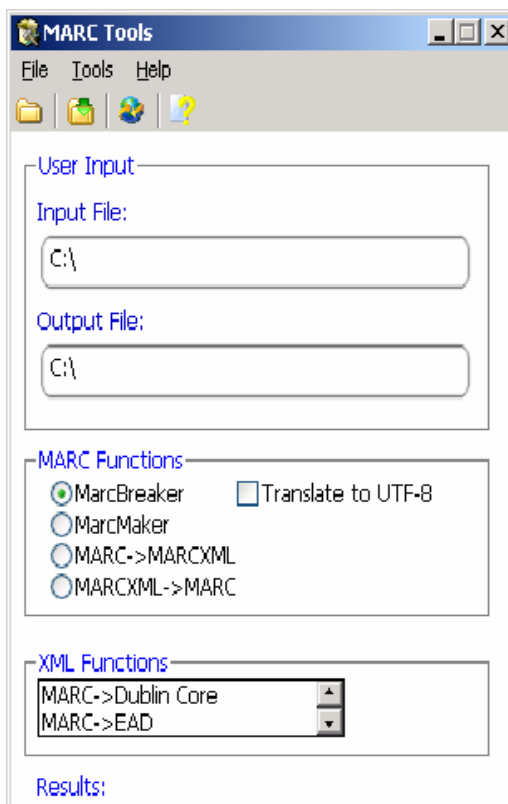 MARC Tools
File Tools Help
User Input
Input File:
C:\
Output File:
C:\
MARC Functions
MarcBreaker Translate to UTF-8
MarcMaker
MARC->MARCXML
MARCXML->MARC
XML Functions
MARC->Dublin Core
MARC->EAD
Results: